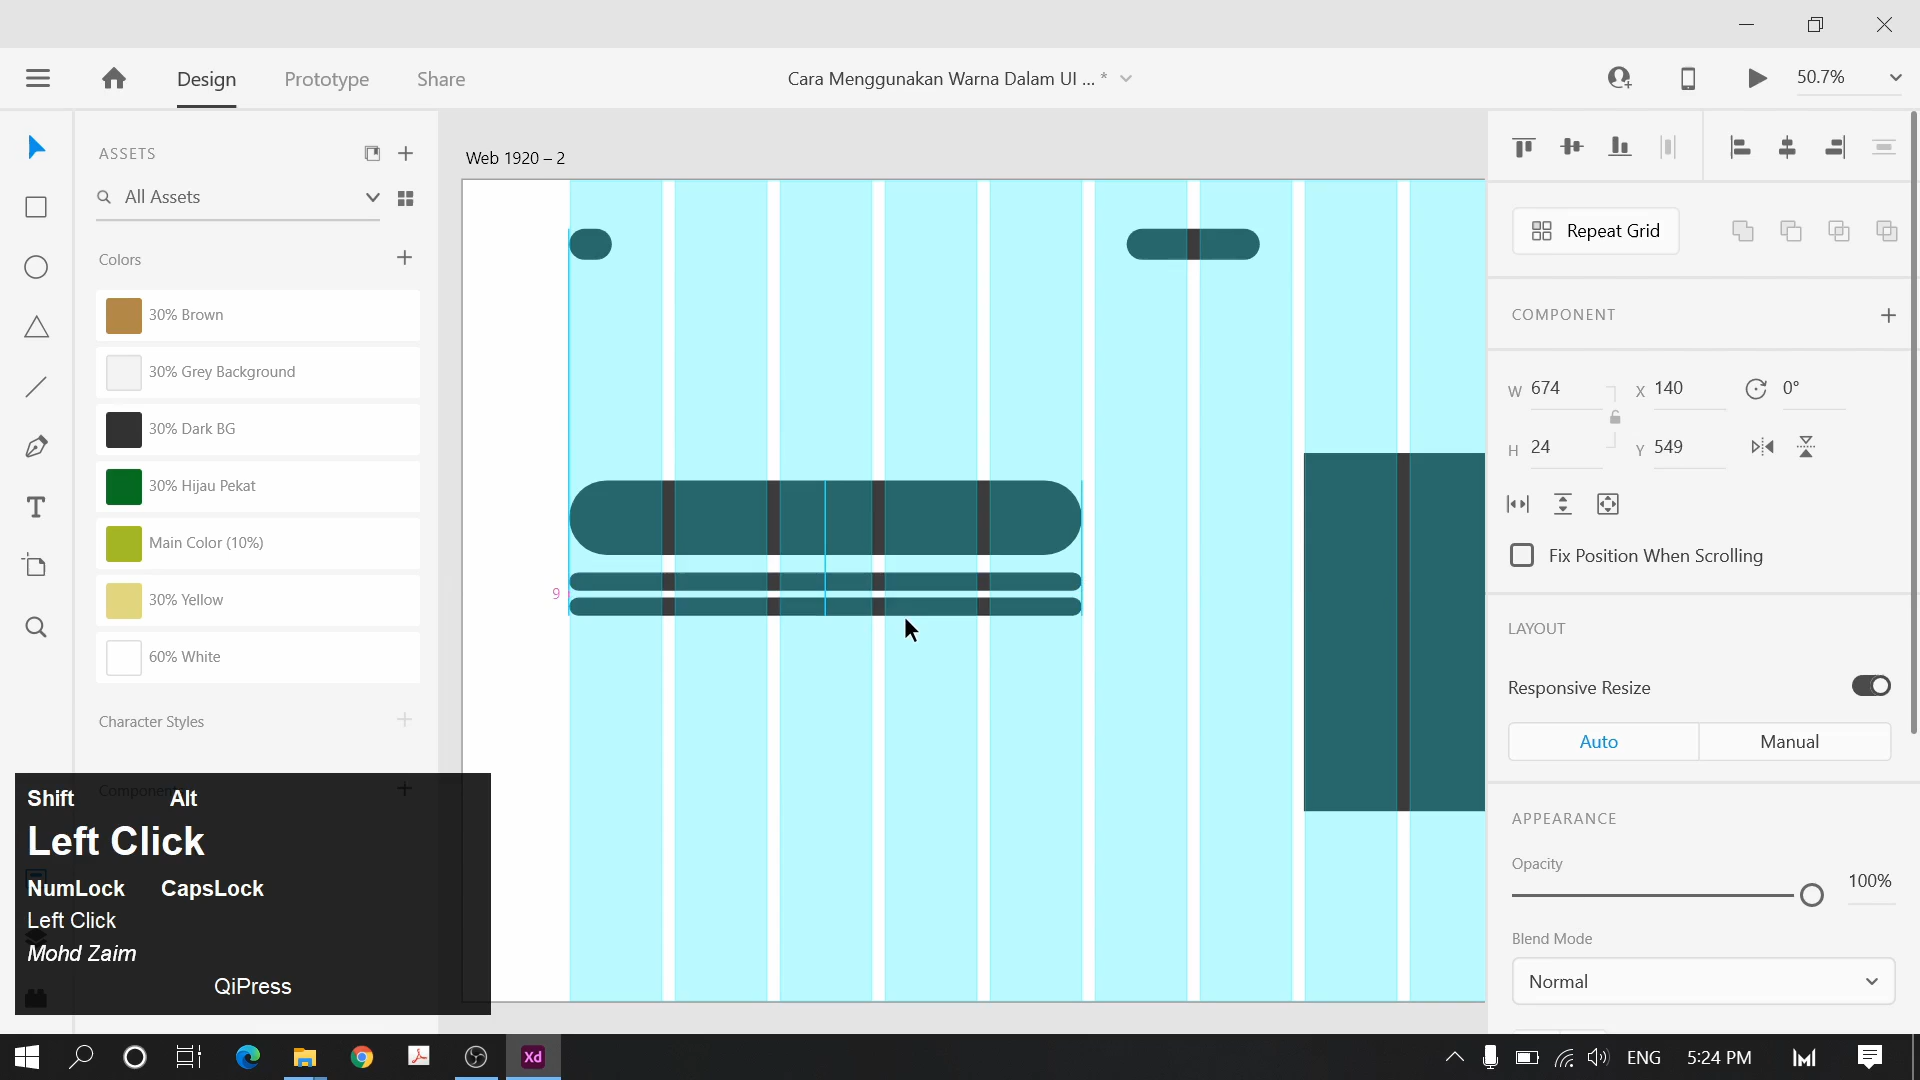 Design
Prototype
Share
Cara Menggunakan Warna Dalam UI ... *
50.7%
ASSETS
All Assets
Colors
30% Brown
30% Grey Background
30% Dark BG
30% Hijau Pekat
Main Color (10%)
30% Yellow
60% White
Character Styles
Web 1920 – 2
9
Repeat Grid
COMPONENT
W 674
X 140
0°
H 24
Y 549
Fix Position When Scrolling
LAYOUT
Responsive Resize
Auto
Manual
APPEARANCE
Opacity
100%
Blend Mode
Normal
Shift Alt
Left Click
NumLock CapsLock
Left Click
Mohd Zaim
QiPress
Xd
ENG
5:24 PM